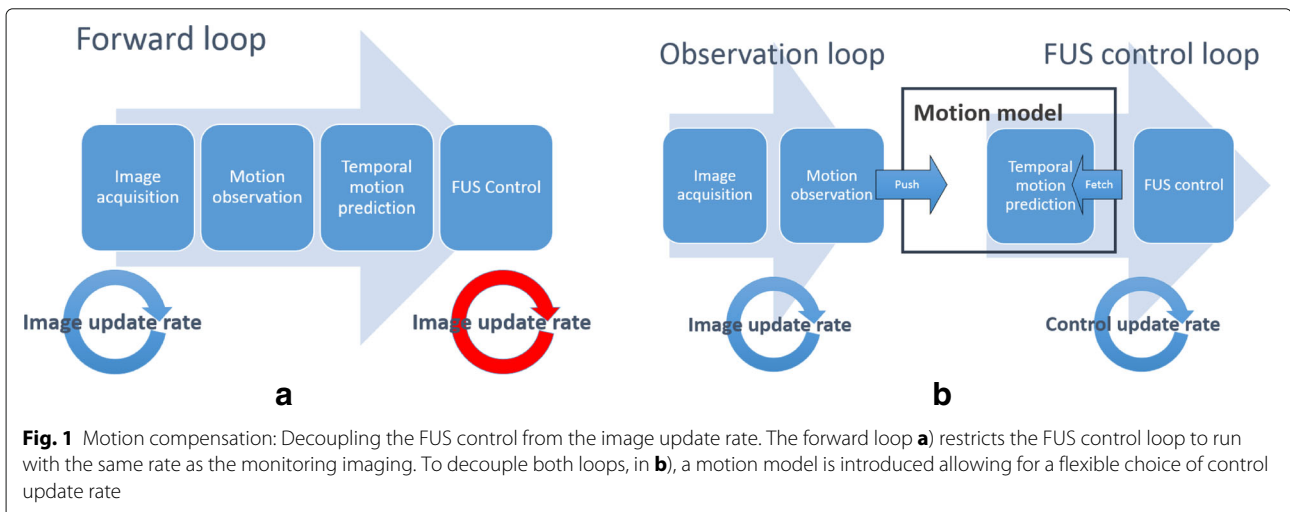 Forward loop
Image
acquisition
Motion
observation
Temporal
motion
prediction
FUS Control
Image update rate
Image update rate
a
Observation loop
FUS control loop
Motion model
Image
acquisition
Motion
observation
Push
Temporal
motion
prediction
Fetch
FUS control
Image update rate
Control update rate
b
Fig. 1 Motion compensation: Decoupling the FUS control from the image update rate. The forward loop a) restricts the FUS control loop to run
with the same rate as the monitoring imaging. To decouple both loops, in b), a motion model is introduced allowing for a flexible choice of control
update rate